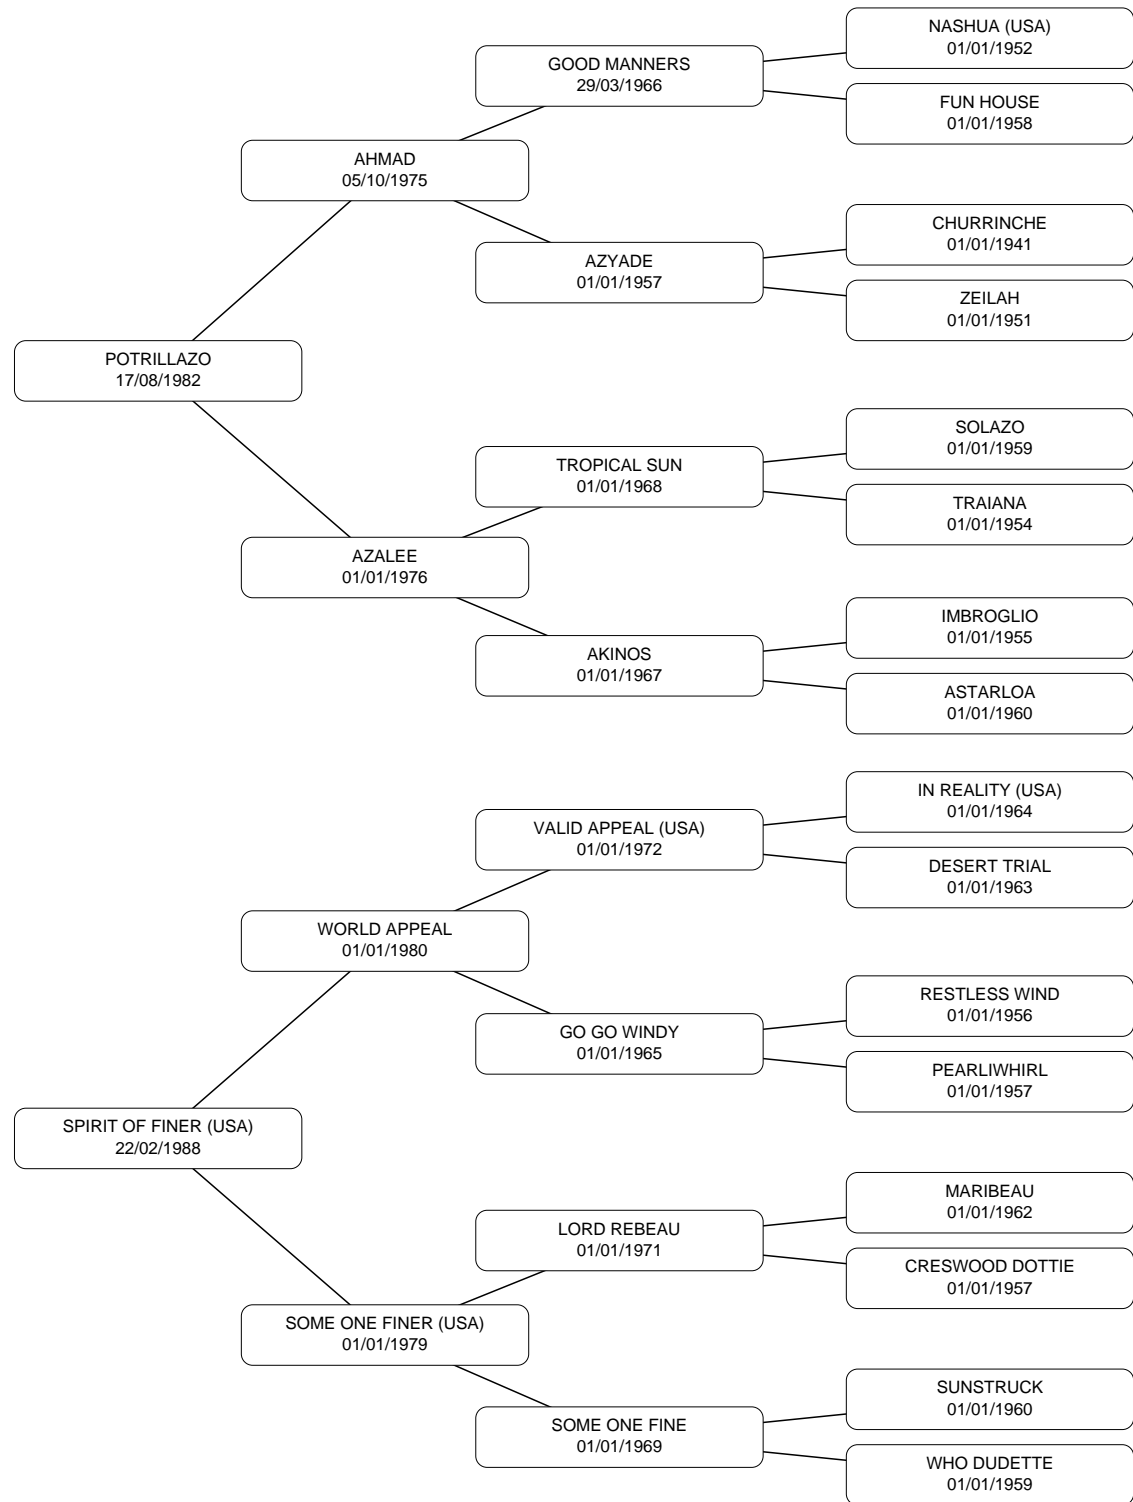 NASHUA (USA)
01/01/1952
GOOD MANNERS
29/03/1966
FUN HOUSE
01/01/1958
AHMAD
05/10/1975
CHURRINCHE
01/01/1941
AZYADE
01/01/1957
ZEILAH
01/01/1951
POTRILLAZO
17/08/1982
SOLAZO
01/01/1959
TROPICAL SUN
01/01/1968
TRAIANA
01/01/1954
AZALEE
01/01/1976
IMBROGLIO
01/01/1955
AKINOS
01/01/1967
ASTARLOA
01/01/1960
IN REALITY (USA)
01/01/1964
VALID APPEAL (USA)
01/01/1972
DESERT TRIAL
01/01/1963
WORLD APPEAL
01/01/1980
RESTLESS WIND
01/01/1956
GO GO WINDY
01/01/1965
PEARLIWHIRL
01/01/1957
SPIRIT OF FINER (USA)
22/02/1988
MARIBEAU
01/01/1962
LORD REBEAU
01/01/1971
CRESWOOD DOTTIE
01/01/1957
SOME ONE FINER (USA)
01/01/1979
SUNSTRUCK
01/01/1960
SOME ONE FINE
01/01/1969
WHO DUDETTE
01/01/1959